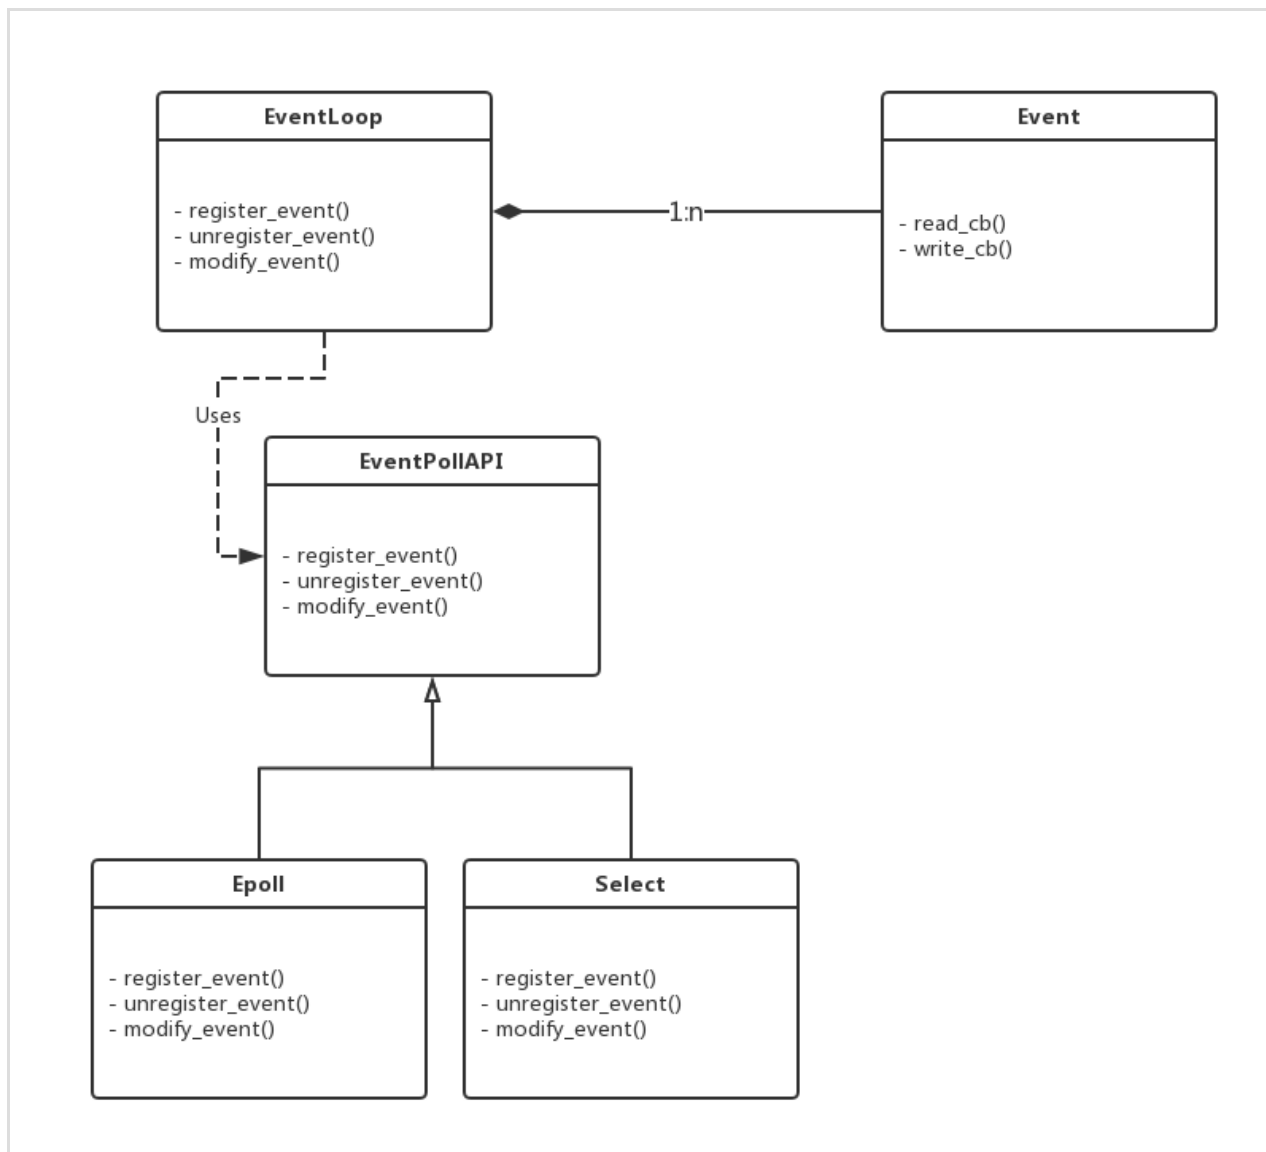 EventLoop
- register_event()
- unregister_event()
- modify_event()
1:n
Event
- read_cb()
- write_cb()
Uses
EventPollAPI
- register_event()
- unregister_event()
- modify_event()
Epoll
- register_event()
- unregister_event()
- modify_event()
Select
- register_event()
- unregister_event()
- modify_event()